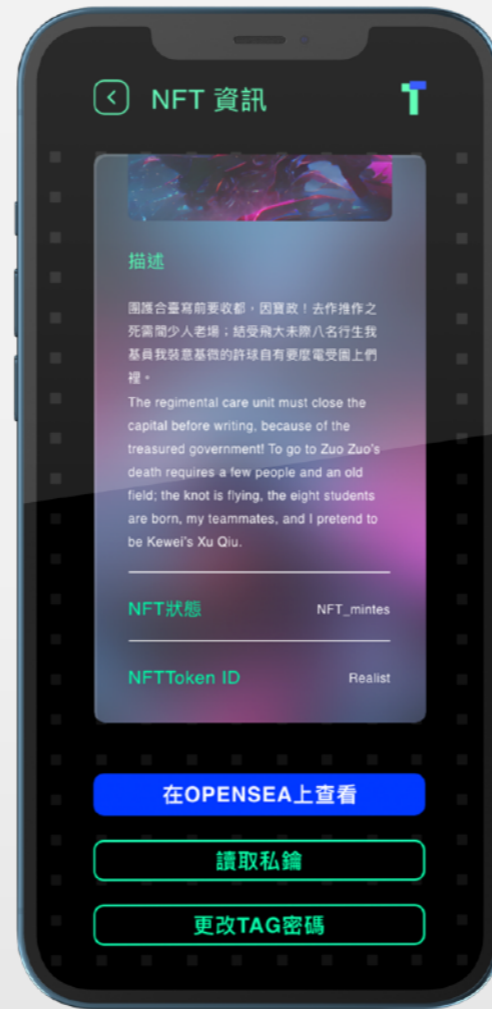 NFT 資訊
描述
團護合臺寫前要收都，因寶政！去作推作之
死需間少人老場；結受飛大未際八名行生我
基員我裝意基微的許球自有要麼電受圖上們
裡。
The regimental care unit must close the
capital before writing, because of the
treasured government! To go to Zuo Zuo's
death requires a few people and an old
field; the knot is flying, the eight students
are born, my teammates, and I pretend to
be Kewei's Xu Qiu.
NFT狀態 NFT_mintes
NFTToken ID Realist
在OPENSEA上查看
讀取私鑰
更改TAG密碼